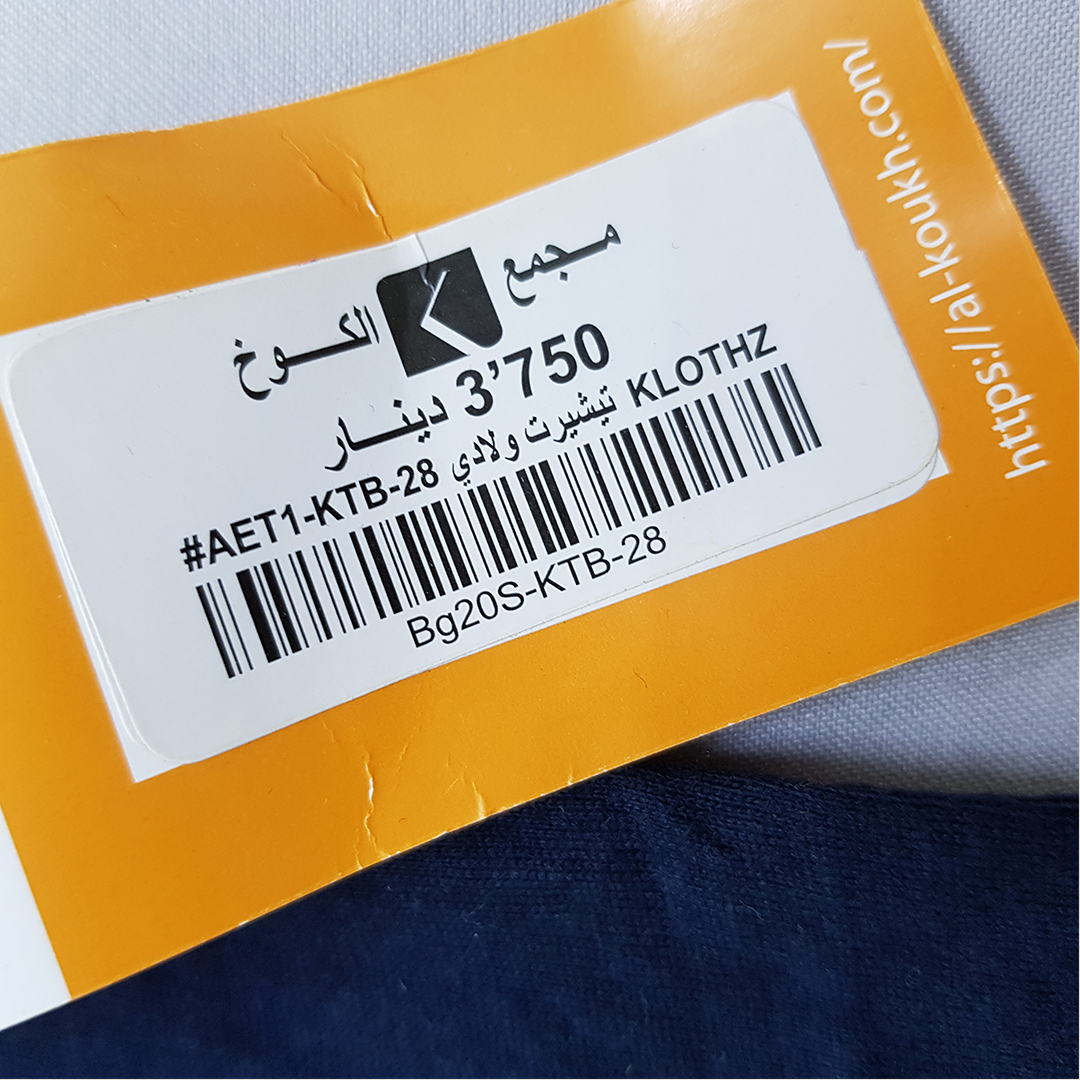 مجمع الكوخ
3’750 دينار
#AET1-KTB-28 تيشيرت ولادي KLOTHZ
Bg20S-KTB-28
https://al-koukh.com/